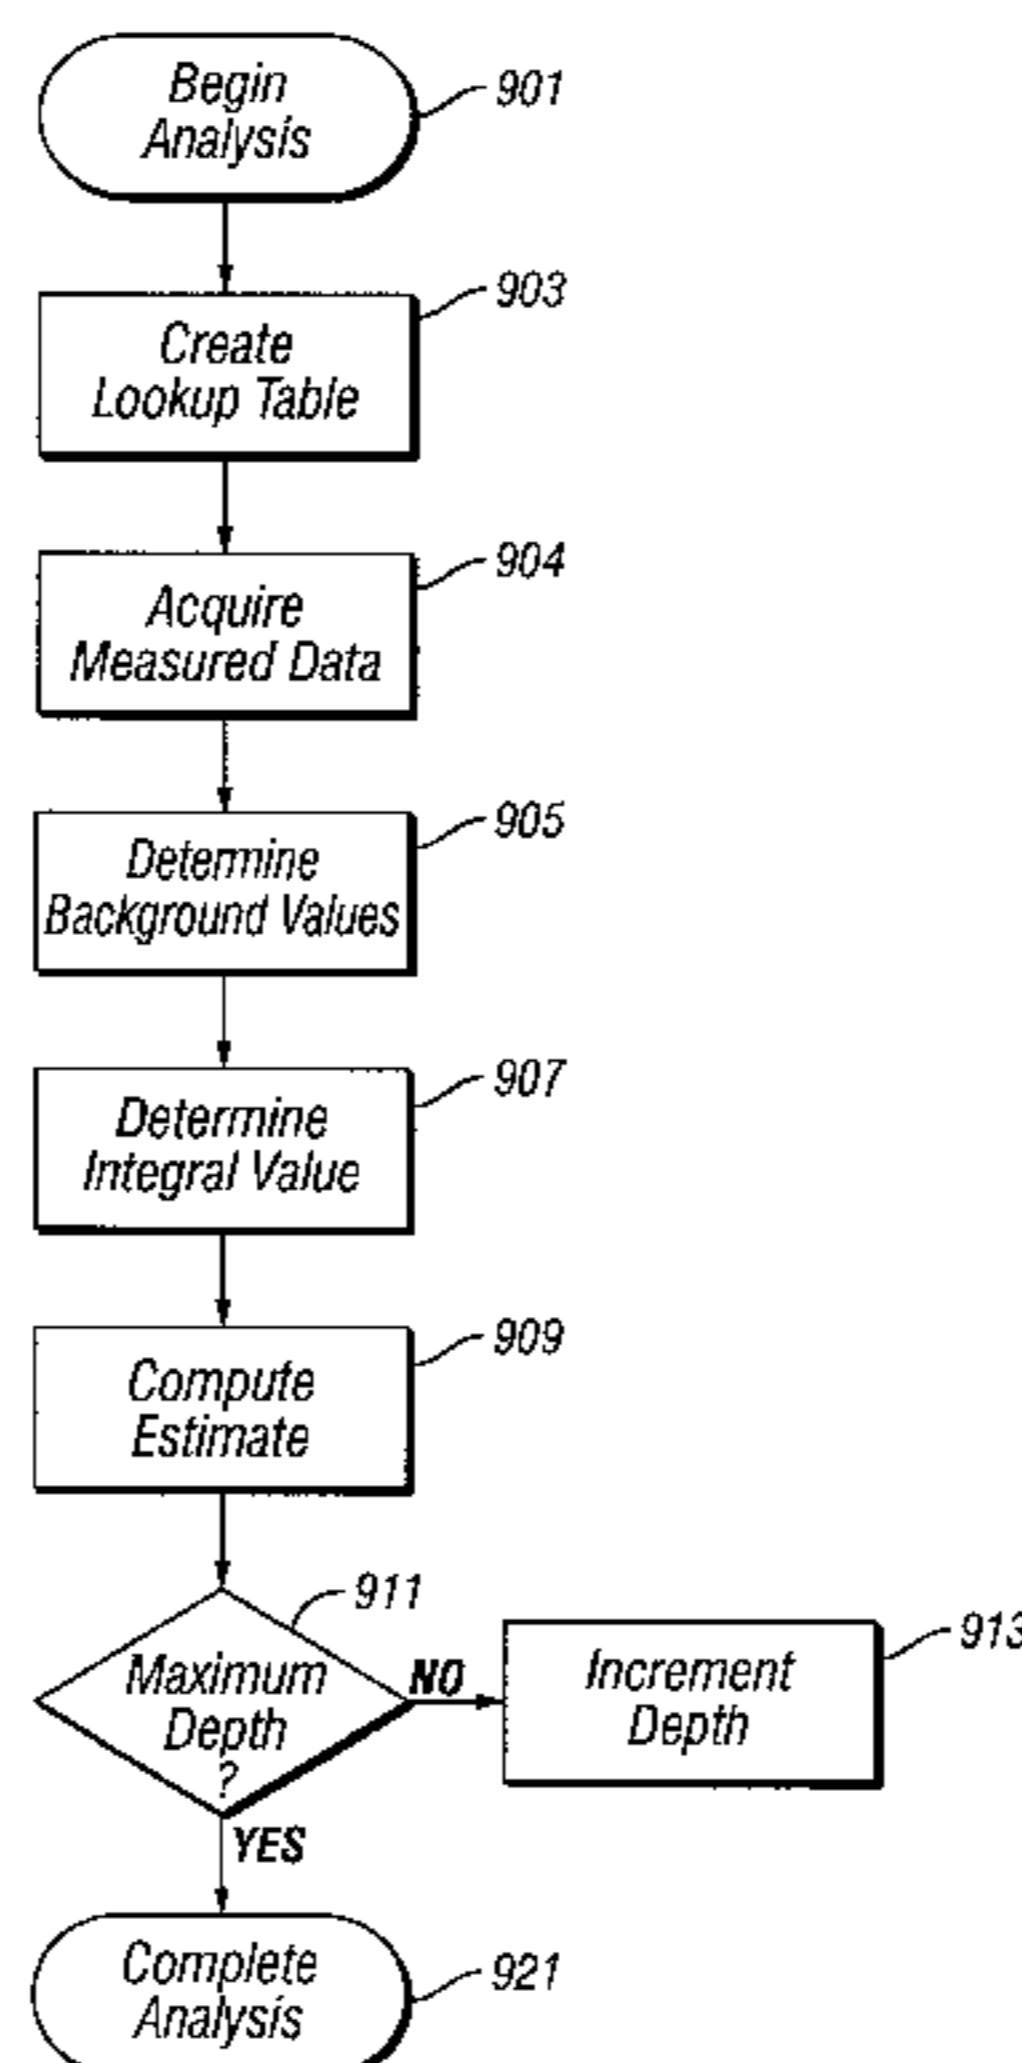 Begin
Analysis
901
Create
Lookup Table
903
Acquire
Measured Data
904
Determine
Background Values
905
Determine
Integral Value
907
Compute
Estimate
909
Maximum
Depth
?
911
NO
Increment
Depth
913
YES
Complete
Analysis
921